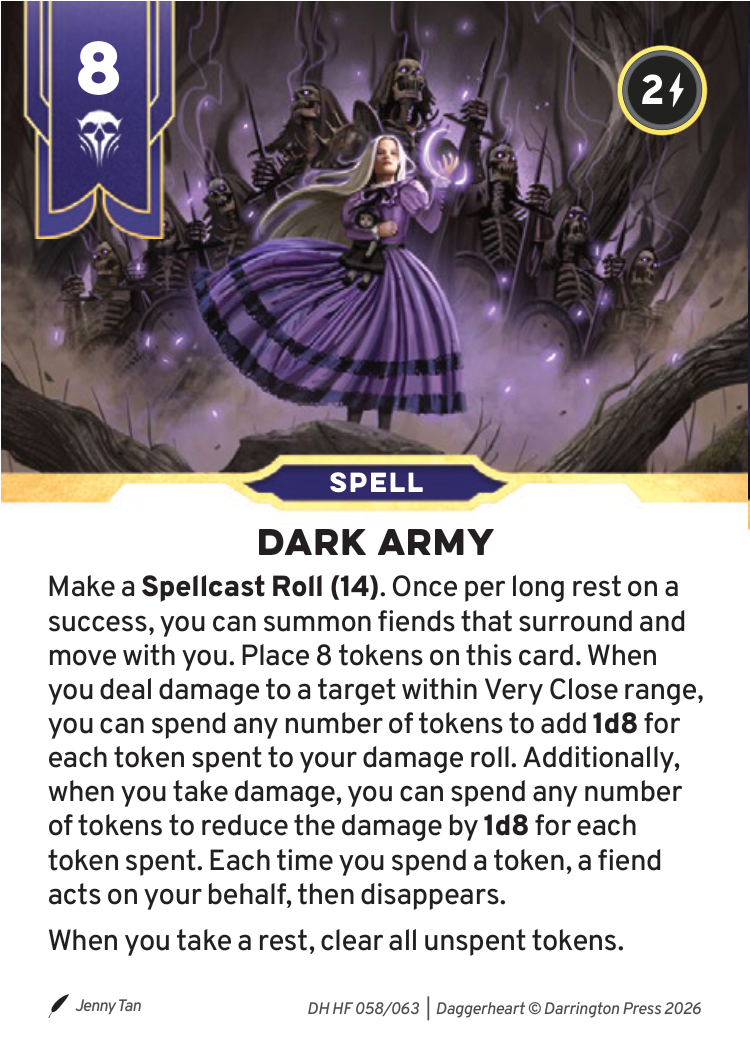 8
2
SPELL
DARK ARMY
Make a Spellcast Roll (14). Once per long rest on a
success, you can summon fiends that surround and
move with you. Place 8 tokens on this card. When
you deal damage to a target within Very Close range,
you can spend any number of tokens to add 1d8 for
each token spent to your damage roll. Additionally,
when you take damage, you can spend any number
of tokens to reduce the damage by 1d8 for each
token spent. Each time you spend a token, a fiend
acts on your behalf, then disappears.
When you take a rest, clear all unspent tokens.
Jenny Tan
DH HF 058/063 | Daggerheart © Darrington Press 2026